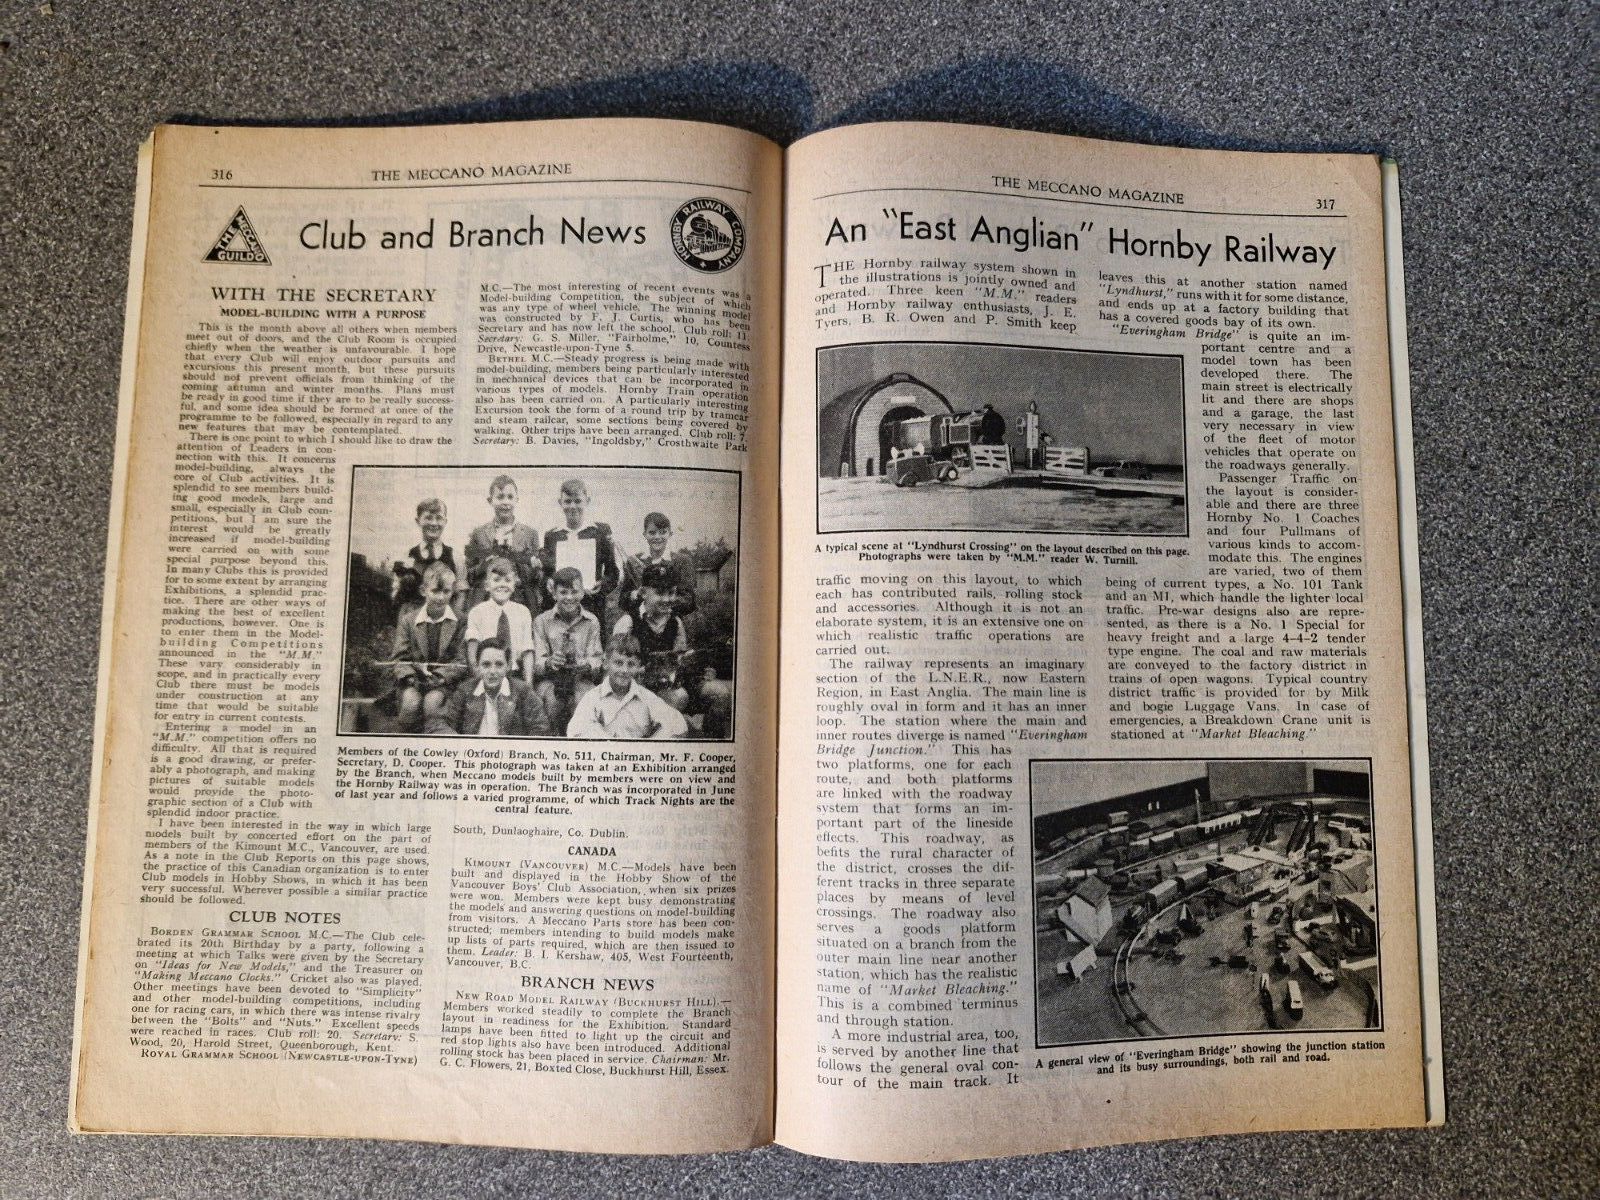 316
THE MECCANO MAGAZINE
THE MECCANO GUILD
Club and Branch News
HORNBY RAILWAY COMPANY
WITH THE SECRETARY
MODEL-BUILDING WITH A PURPOSE
This is the month above all others when members
meet out of doors, and the Club Room is occupied
chiefly when the weather is unfavourable. I hope
that every Club will enjoy outdoor pursuits and
excursions this present month, but these pursuits
should not prevent officials from thinking of the
coming autumn and winter months. Plans must
be ready in good time if they are to be really success-
ful, and some idea should be formed at once of the
programme to be followed, especially in regard to any
new features that may be contemplated.
There is one point to which I should like to draw the
attention of Leaders in con-
nection with this. It concerns
model-building, always the
core of Club activities. It is
splendid to see members build-
ing good models, large and
small, especially in Club com-
petitions, but I am sure the
interest would be greatly
increased if model-building
were carried on with some
special purpose beyond this.
In many Clubs this is provided
for to some extent by arranging
Exhibitions, a splendid prac-
tice. There are other ways of
making the best of excellent
productions, however. One is
to enter them in the Model-
building Competitions
announced in the "M.M."
These vary considerably in
scope, and in practically every
Club there must be models
under construction at any
time that would be suitable
for entry in current contests.
Entering a model in an
"M.M." competition offers no
difficulty. All that is required
is a good drawing, or prefer-
ably a photograph, and making
pictures of suitable models
would provide the photo-
graphic section of a Club with
splendid indoor practice.
I have been interested in the way in which large
models built by concerted effort on the part of
members of the Kimount M.C., Vancouver, are used.
As a note in the Club Reports on this page shows,
the practice of this Canadian organization is to enter
Club models in Hobby Shows, in which it has been
very successful. Wherever possible a similar practice
should be followed.
CLUB NOTES
BORDEN GRAMMAR SCHOOL M.C.—The Club cele-
brated its 20th Birthday by a party, following a
meeting at which Talks were given by the Secretary
on "Ideas for New Models," and the Treasurer on
"Making Meccano Clocks." Cricket also was played.
Other meetings have been devoted to "Simplicity"
and other model-building competitions, including
one for racing cars, in which there was intense rivalry
between the "Bolts" and "Nuts." Excellent speeds
were reached in races. Club roll: 20. Secretary: S.
Wood, 20, Harold Street, Queenborough, Kent.
ROYAL GRAMMAR SCHOOL (NEWCASTLE-UPON-TYNE)
M.C.—The most interesting of recent events was a
Model-building Competition, the subject of which
was any type of wheel vehicle. The winning model
was constructed by F. J. Curtis, who has been
Secretary and has now left the school. Club roll: 11.
Secretary: G. S. Miller, "Fairholme," 10, Countess
Drive, Newcastle-upon-Tyne 5.
BETHEL M.C.—Steady progress is being made with
model-building, members being particularly interested
in mechanical devices that can be incorporated in
various types of models. Hornby Train operation
also has been carried on. A particularly interesting
Excursion took the form of a round trip by tramcar
and steam railcar, some sections being covered by
walking. Other trips have been arranged. Club roll: 7.
Secretary: B. Davies, "Ingoldsby," Crosthwaite Park
Members of the Cowley (Oxford) Branch, No. 511, Chairman, Mr. F. Cooper,
Secretary, D. Cooper. This photograph was taken at an Exhibition arranged
by the Branch, when Meccano models built by members were on view and
the Hornby Railway was in operation. The Branch was incorporated in June
of last year and follows a varied programme, of which Track Nights are the
central feature.
South, Dunlaoghaire, Co. Dublin.
CANADA
KIMOUNT (VANCOUVER) M.C.—Models have been
built and displayed in the Hobby Show of the
Vancouver Boys' Club Association, when six prizes
were won. Members were kept busy demonstrating
the models and answering questions on model-building
from visitors. A Meccano Parts store has been con-
structed; members intending to build models make
up lists of parts required, which are then issued to
them. Leader: B. I. Kershaw, 405, West Fourteenth,
Vancouver, B.C.
BRANCH NEWS
NEW ROAD MODEL RAILWAY (BUCKHURST HILL).—
Members worked steadily to complete the Branch
layout in readiness for the Exhibition. Standard
lamps have been fitted to light up the circuit and
red stop lights also have been introduced. Additional
rolling stock has been placed in service. Chairman: Mr.
G. C. Flowers, 21, Boxted Close, Buckhurst Hill, Essex.
THE MECCANO MAGAZINE
317
An "East Anglian" Hornby Railway
THE Hornby railway system shown in
the illustrations is jointly owned and
operated. Three keen "M.M." readers
and Hornby railway enthusiasts, J. E.
Tyers, B. R. Owen and P. Smith keep
A typical scene at "Lyndhurst Crossing" on the layout described on this page.
Photographs were taken by "M.M." reader W. Turnill.
traffic moving on this layout, to which
each has contributed rails, rolling stock
and accessories. Although it is not an
elaborate system, it is an extensive one on
which realistic traffic operations are
carried out.
The railway represents an imaginary
section of the L.N.E.R., now Eastern
Region, in East Anglia. The main line is
roughly oval in form and it has an inner
loop. The station where the main and
inner routes diverge is named "Everingham
Bridge Junction." This has
two platforms, one for each
route, and both platforms
are linked with the roadway
system that forms an im-
portant part of the lineside
effects. This roadway, as
befits the rural character of
the district, crosses the dif-
ferent tracks in three separate
places by means of level
crossings. The roadway also
serves a goods platform
situated on a branch from the
outer main line near another
station, which has the realistic
name of "Market Bleaching."
This is a combined terminus
and through station.
A more industrial area, too,
is served by another line that
follows the general oval con-
tour of the main track. It
leaves this at another station named
"Lyndhurst," runs with it for some distance,
and ends up at a factory building that
has a covered goods bay of its own.
"Everingham Bridge" is quite an im-
portant centre and a
model town has been
developed there. The
main street is electrically
lit and there are shops
and a garage, the last
very necessary in view
of the fleet of motor
vehicles that operate on
the roadways generally.
Passenger Traffic on
the layout is consider-
able and there are three
Hornby No. 1 Coaches
and four Pullmans of
various kinds to accom-
modate this. The engines
are varied, two of them
being of current types, a No. 101 Tank
and an M1, which handle the lighter local
traffic. Pre-war designs also are repre-
sented, as there is a No. 1 Special for
heavy freight and a large 4-4-2 tender
type engine. The coal and raw materials
are conveyed to the factory district in
trains of open wagons. Typical country
district traffic is provided for by Milk
and bogie Luggage Vans. In case of
emergencies, a Breakdown Crane unit is
stationed at "Market Bleaching."
A general view of "Everingham Bridge" showing the junction station
and its busy surroundings, both rail and road.